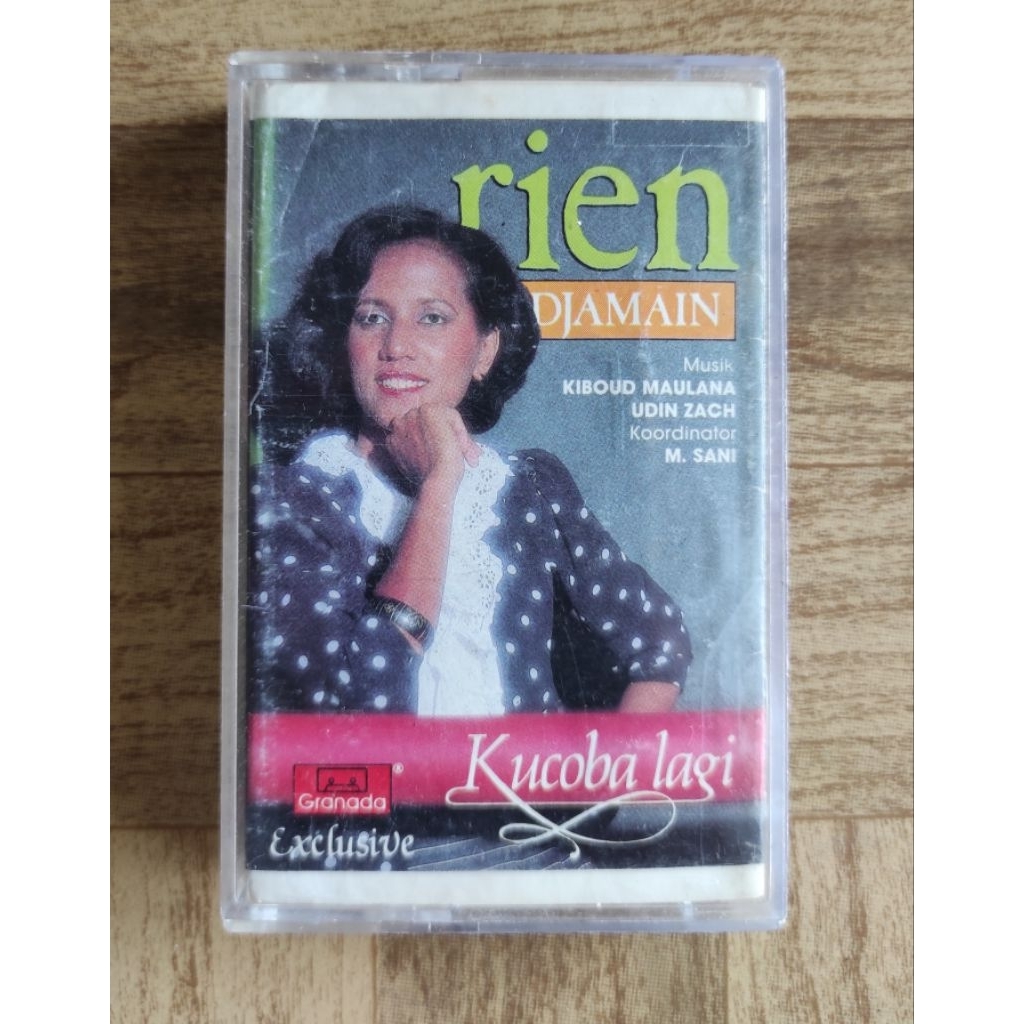 rien
DJAMAIN
Musik
KIBOUD MAULANA
UDIN ZACH
Koordinator
M. SANI
Kucoba lagi
Granada®
Exclusive